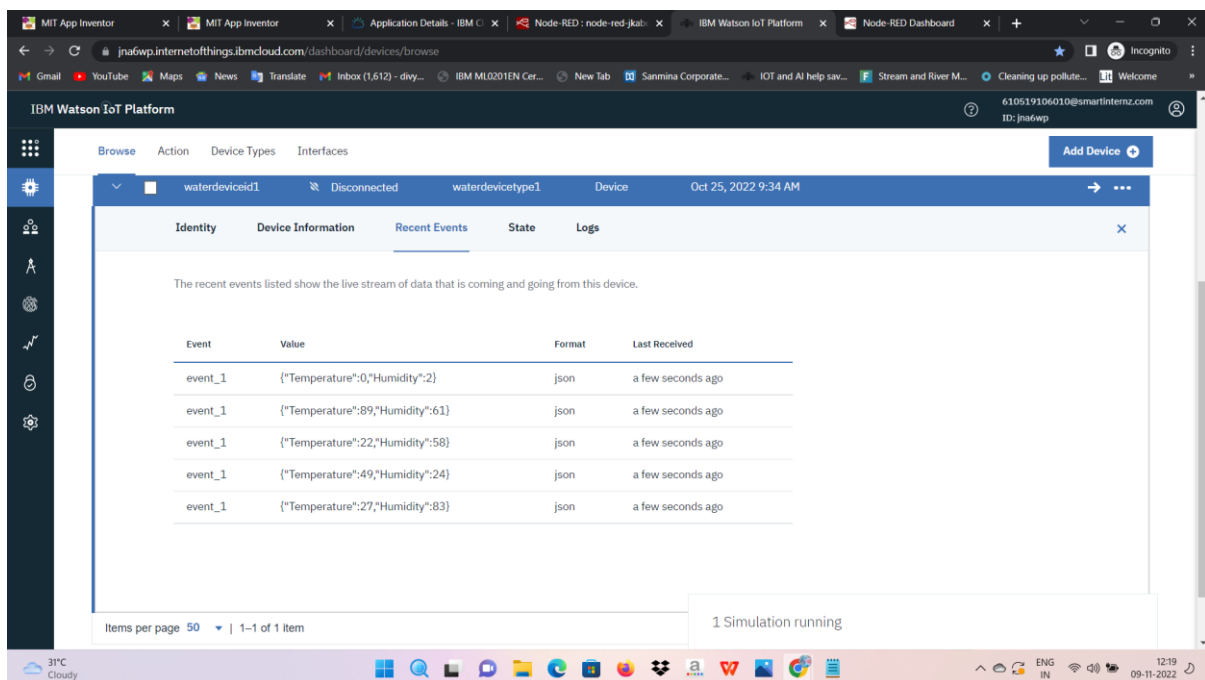 MIT App Inventor
MIT App Inventor
Application Details - IBM Cl
Node-RED : node-red-jkab
IBM Watson IoT Platform
Node-RED Dashboard
jna6wp.internetofthings.ibmcloud.com/dashboard/devices/browse
Incognito
Gmail YouTube Maps News Translate Inbox (1,612) - divy... IBM ML0201EN Cer... New Tab Sanmina Corporate... IOT and AI help sav... Stream and River M... Cleaning up pollute... Lit Welcome »
IBM Watson IoT Platform
610519106010@smartinternz.com
ID: jna6wp
Browse Action Device Types Interfaces
Add Device
waterdeviceid1 Disconnected waterdevicetype1 Device Oct 25, 2022 9:34 AM
Identity Device Information Recent Events State Logs
The recent events listed show the live stream of data that is coming and going from this device.
Event Value Format Last Received
event_1 {"Temperature":0,"Humidity":2} json a few seconds ago
event_1 {"Temperature":89,"Humidity":61} json a few seconds ago
event_1 {"Temperature":22,"Humidity":58} json a few seconds ago
event_1 {"Temperature":49,"Humidity":24} json a few seconds ago
event_1 {"Temperature":27,"Humidity":83} json a few seconds ago
Items per page 50 | 1–1 of 1 item
1 Simulation running
31°C
Cloudy
ENG
IN
12:19
09-11-2022